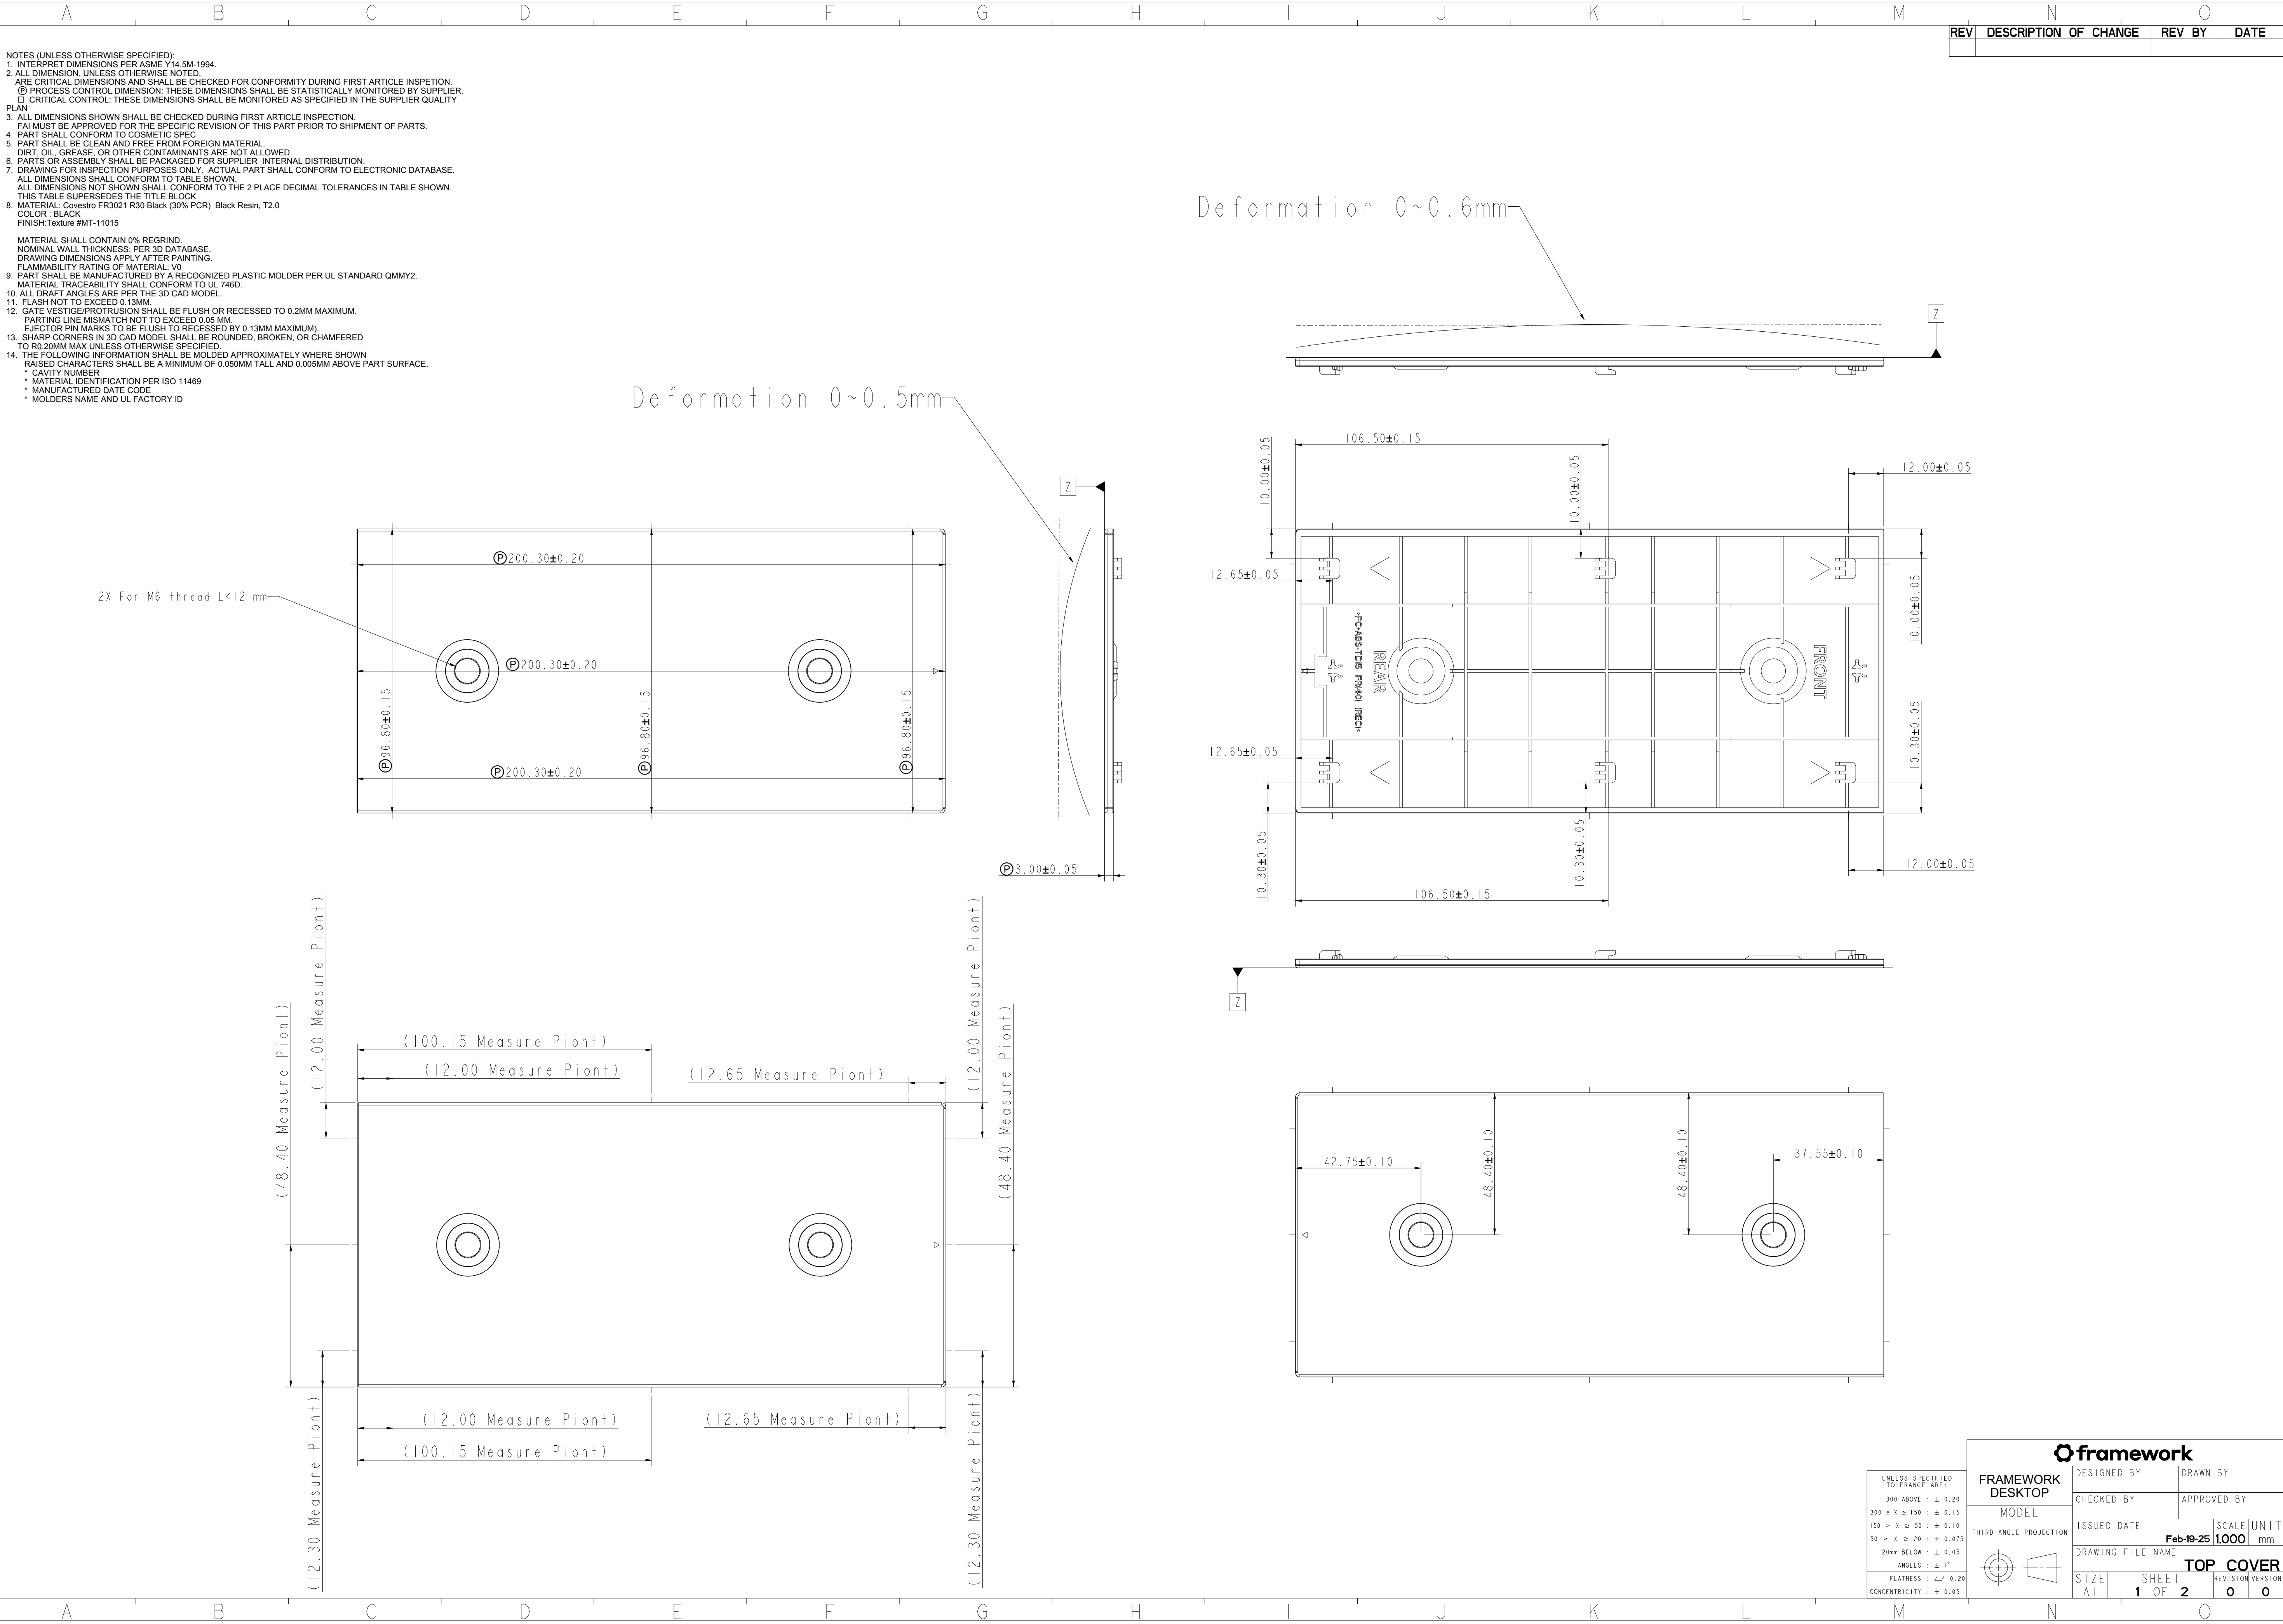 A B C D E F G H I J K L M N O
REV DESCRIPTION OF CHANGE REV BY DATE
NOTES (UNLESS OTHERWISE SPECIFIED):
1. INTERPRET DIMENSIONS PER ASME Y14.5M-1994.
2. ALL DIMENSION, UNLESS OTHERWISE NOTED,
ARE CRITICAL DIMENSIONS AND SHALL BE CHECKED FOR CONFORMITY DURING FIRST ARTICLE INSPETION.
Ⓟ PROCESS CONTROL DIMENSION: THESE DIMENSIONS SHALL BE STATISTICALLY MONITORED BY SUPPLIER.
☐ CRITICAL CONTROL: THESE DIMENSIONS SHALL BE MONITORED AS SPECIFIED IN THE SUPPLIER QUALITY
PLAN
3. ALL DIMENSIONS SHOWN SHALL BE CHECKED DURING FIRST ARTICLE INSPECTION.
FAI MUST BE APPROVED FOR THE SPECIFIC REVISION OF THIS PART PRIOR TO SHIPMENT OF PARTS.
4. PART SHALL CONFORM TO COSMETIC SPEC
5. PART SHALL BE CLEAN AND FREE FROM FOREIGN MATERIAL.
DIRT, OIL, GREASE, OR OTHER CONTAMINANTS ARE NOT ALLOWED.
6. PARTS OR ASSEMBLY SHALL BE PACKAGED FOR SUPPLIER INTERNAL DISTRIBUTION.
7. DRAWING FOR INSPECTION PURPOSES ONLY. ACTUAL PART SHALL CONFORM TO ELECTRONIC DATABASE.
ALL DIMENSIONS SHALL CONFORM TO TABLE SHOWN.
ALL DIMENSIONS NOT SHOWN SHALL CONFORM TO THE 2 PLACE DECIMAL TOLERANCES IN TABLE SHOWN.
THIS TABLE SUPERSEDES THE TITLE BLOCK
8. MATERIAL: Covestro FR3021 R30 Black (30% PCR) Black Resin, T2.0
COLOR : BLACK
FINISH:Texture #MT-11015
MATERIAL SHALL CONTAIN 0% REGRIND.
NOMINAL WALL THICKNESS: PER 3D DATABASE.
DRAWING DIMENSIONS APPLY AFTER PAINTING.
FLAMMABILITY RATING OF MATERIAL: V0
9. PART SHALL BE MANUFACTURED BY A RECOGNIZED PLASTIC MOLDER PER UL STANDARD QMMY2.
MATERIAL TRACEABILITY SHALL CONFORM TO UL 746D.
10. ALL DRAFT ANGLES ARE PER THE 3D CAD MODEL.
11. FLASH NOT TO EXCEED 0.13MM.
12. GATE VESTIGE/PROTRUSION SHALL BE FLUSH OR RECESSED TO 0.2MM MAXIMUM.
PARTING LINE MISMATCH NOT TO EXCEED 0.05 MM.
EJECTOR PIN MARKS TO BE FLUSH TO RECESSED BY 0.13MM MAXIMUM).
13. SHARP CORNERS IN 3D CAD MODEL SHALL BE ROUNDED, BROKEN, OR CHAMFERED
TO R0.20MM MAX UNLESS OTHERWISE SPECIFIED.
14. THE FOLLOWING INFORMATION SHALL BE MOLDED APPROXIMATELY WHERE SHOWN
RAISED CHARACTERS SHALL BE A MINIMUM OF 0.050MM TALL AND 0.005MM ABOVE PART SURFACE.
* CAVITY NUMBER
* MATERIAL IDENTIFICATION PER ISO 11469
* MANUFACTURED DATE CODE
* MOLDERS NAME AND UL FACTORY ID
Deformation 0~0.6mm
Z
Deformation 0~0.5mm
Z
2X For M6 thread L<12 mm
Ⓟ200.30±0.20
Ⓟ200.30±0.20
Ⓟ200.30±0.20
Ⓟ96.80±0.15
Ⓟ96.80±0.15
Ⓟ96.80±0.15
Ⓟ3.00±0.05
106.50±0.15
10.00±0.05
10.00±0.05
12.00±0.05
12.65±0.05
10.00±0.05
>PC+ABS-TD15 FR(40) (REC)<
REAR
FRONT
12.65±0.05
10.30±0.05
10.30±0.05
10.30±0.05
12.00±0.05
106.50±0.15
Z
(12.00 Measure Piont)
(48.40 Measure Piont)
(100.15 Measure Piont)
(12.00 Measure Piont)
(12.65 Measure Piont)
(12.00 Measure Piont)
(48.40 Measure Piont)
(12.00 Measure Piont)
(12.65 Measure Piont)
(100.15 Measure Piont)
(12.30 Measure Piont)
(12.30 Measure Piont)
42.75±0.10
48.40±0.10
48.40±0.10
37.55±0.10
UNLESS SPECIFIED
TOLERANCE ARE:
300 ABOVE : ± 0.20
300 ≥ X ≥ 150 : ± 0.15
150 > X ≥ 50 : ± 0.10
50 > X ≥ 20 : ± 0.075
20mm BELOW : ± 0.05
ANGLES : ± 1°
FLATNESS : ⏥ 0.20
CONCENTRICITY : ± 0.05
framework
FRAMEWORK
DESKTOP
MODEL
THIRD ANGLE PROJECTION
DESIGNED BY DRAWN BY
CHECKED BY APPROVED BY
ISSUED DATE SCALE UNIT
Feb-19-25 1.000 mm
DRAWING FILE NAME
TOP COVER
SIZE SHEET REVISION VERSION
A1 1 OF 2 0 0
A B C D E F G H I J K L M N O